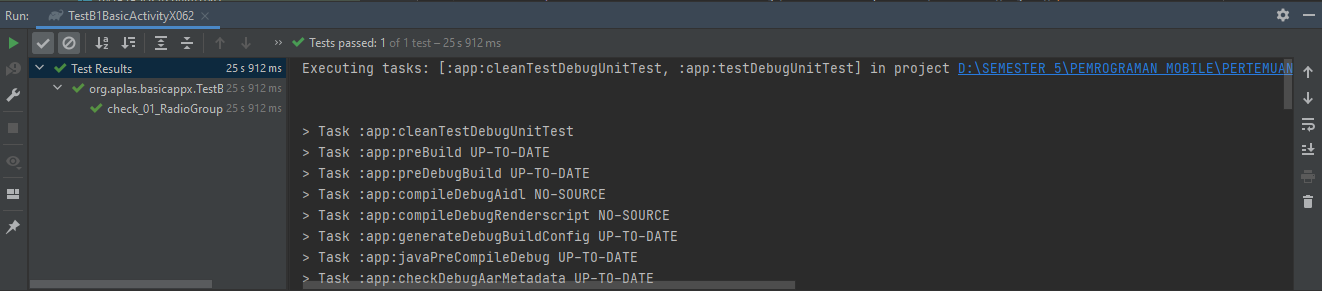 Run: TestB1BasicActivityX062
Tests passed: 1 of 1 test – 25 s 912 ms
Test Results 25 s 912 ms
org.aplas.basicappx.TestB 25 s 912 ms
check_01_RadioGroup 25 s 912 ms
Executing tasks: [:app:cleanTestDebugUnitTest, :app:testDebugUnitTest] in project D:\SEMESTER 5\PEMROGRAMAN MOBILE\PERTEMUAN
> Task :app:cleanTestDebugUnitTest
> Task :app:preBuild UP-TO-DATE
> Task :app:preDebugBuild UP-TO-DATE
> Task :app:compileDebugAidl NO-SOURCE
> Task :app:compileDebugRenderscript NO-SOURCE
> Task :app:generateDebugBuildConfig UP-TO-DATE
> Task :app:javaPreCompileDebug UP-TO-DATE
> Task :app:checkDebugAarMetadata UP-TO-DATE